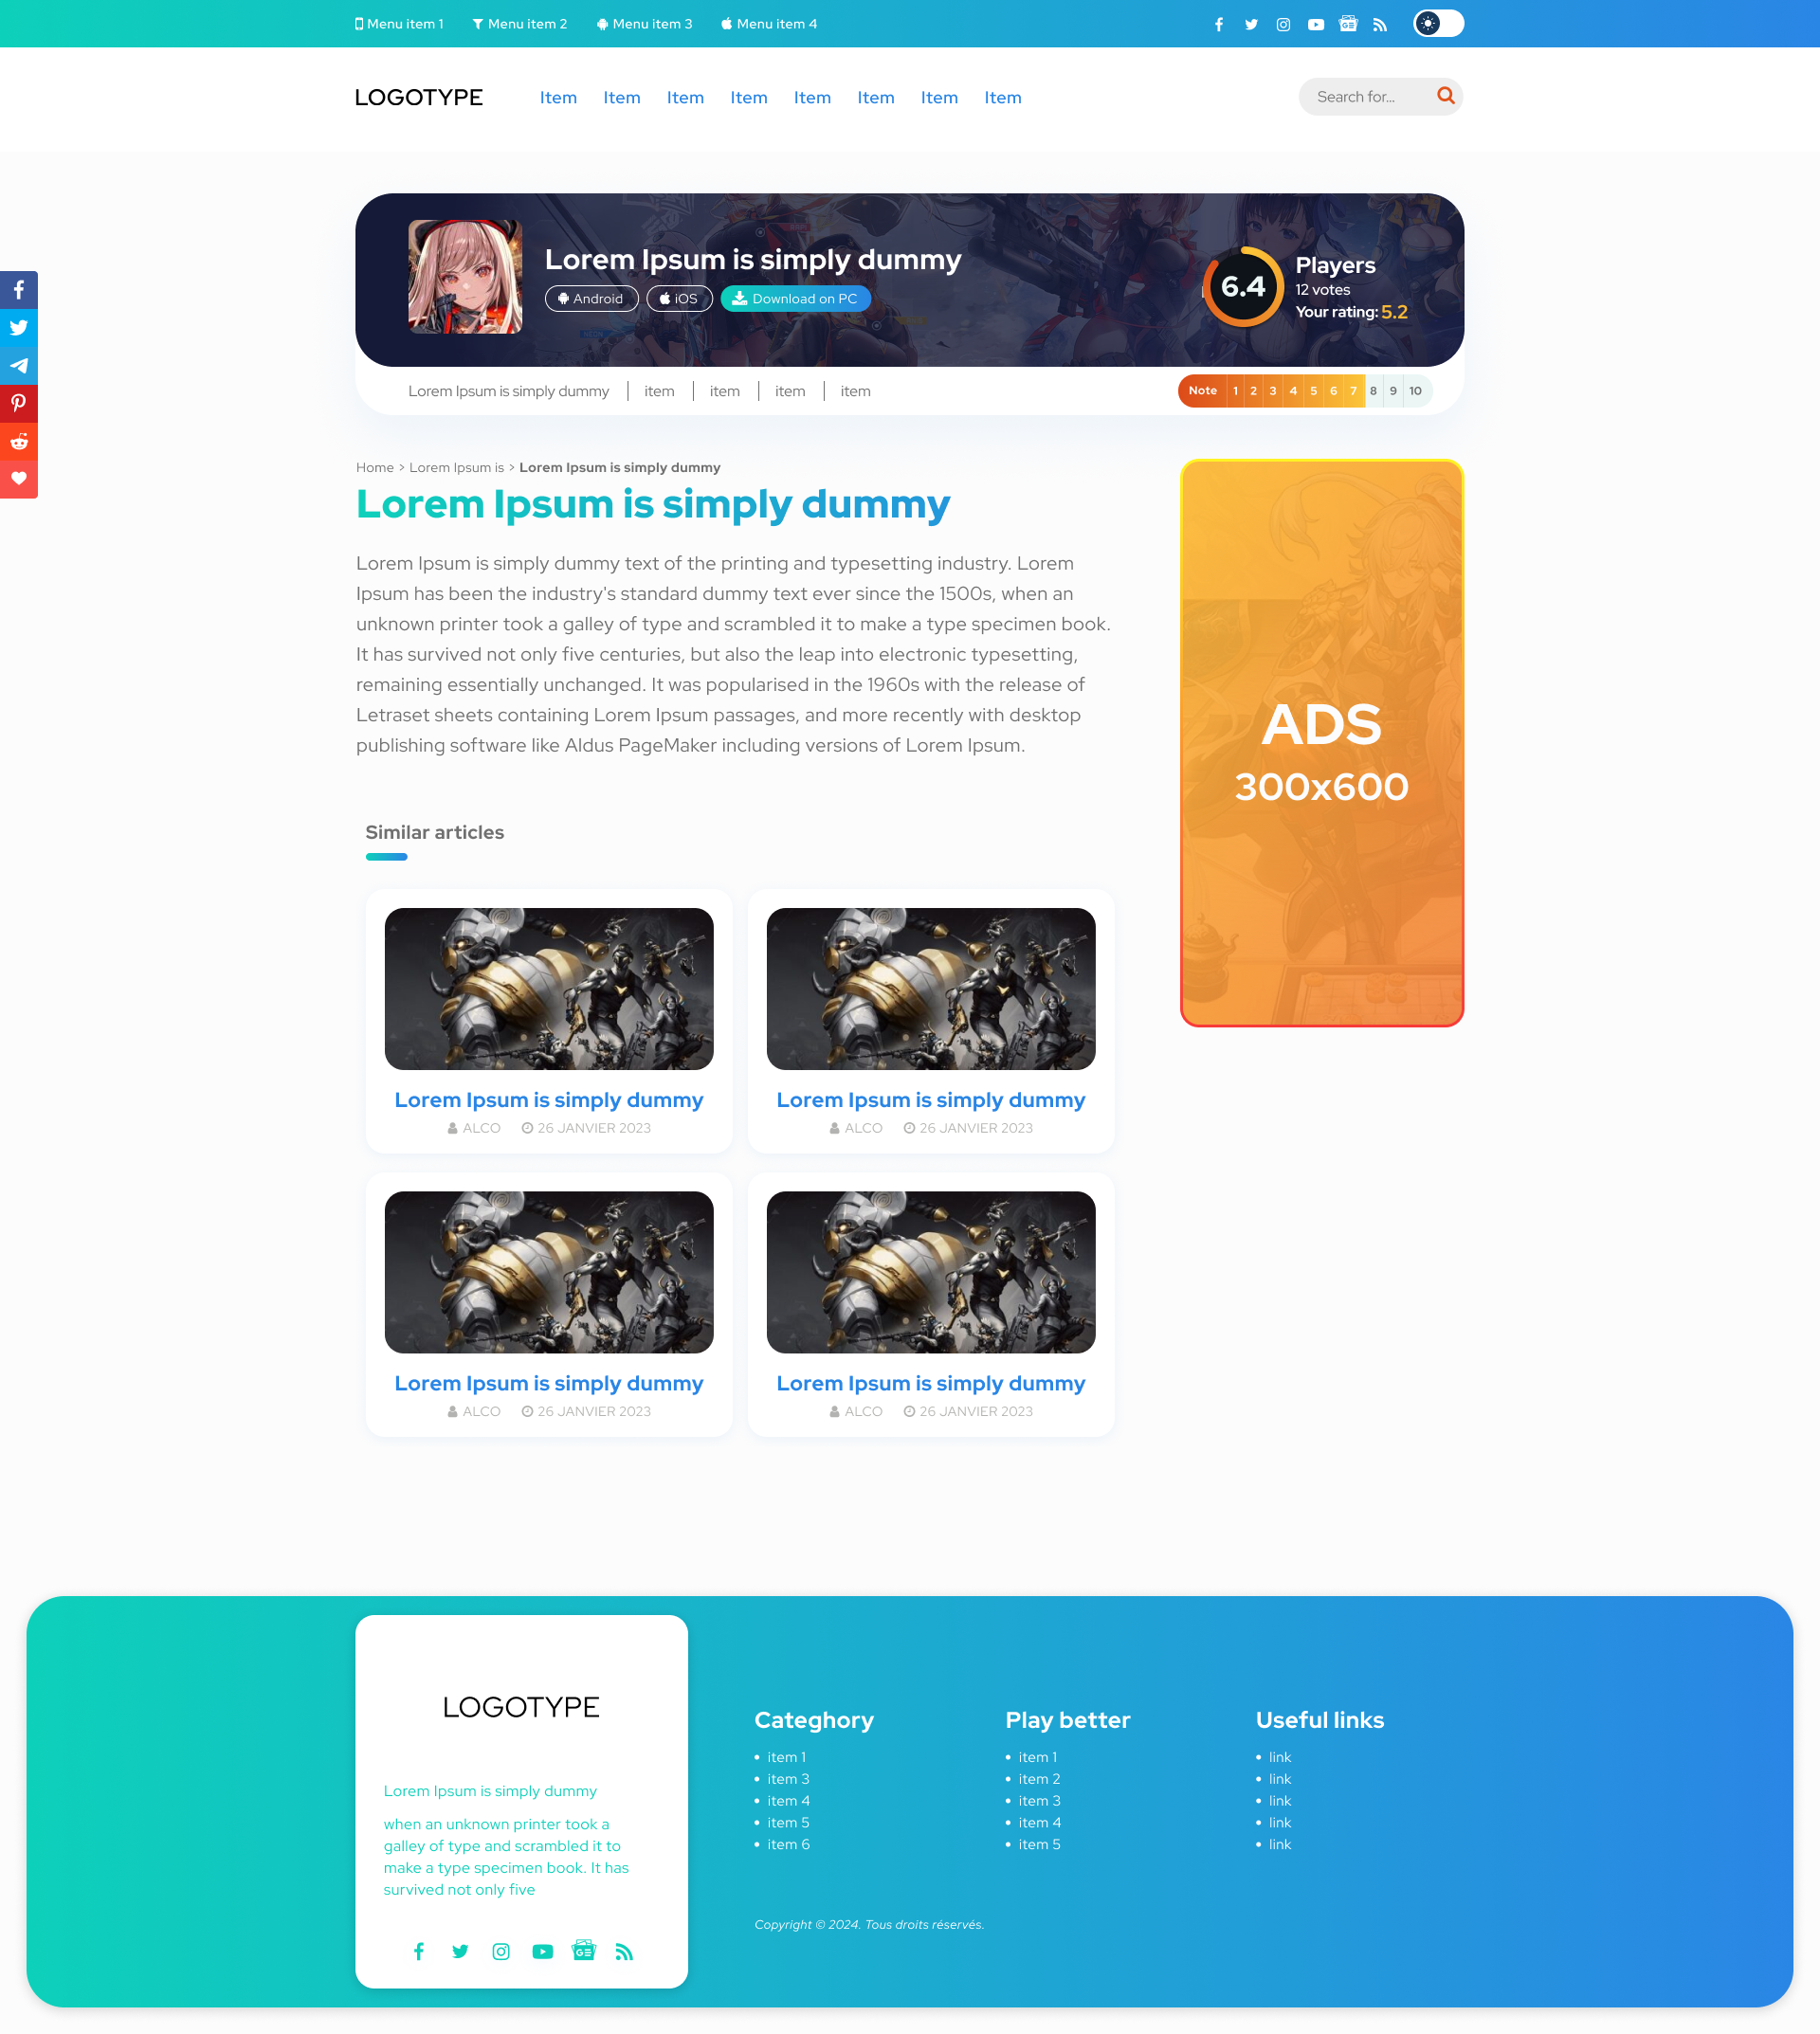 Menu item 1 Menu item 2 Menu item 3 Menu item 4
LOGOTYPE Item Item Item Item Item Item Item Item Search for...
Lorem Ipsum is simply dummy
Android iOS Download on PC
6.4
Players
12 votes
Your rating: 5.2
Lorem Ipsum is simply dummy item item item item
Note 1 2 3 4 5 6 7 8 9 10
Home > Lorem Ipsum is > Lorem Ipsum is simply dummy
Lorem Ipsum is simply dummy
Lorem Ipsum is simply dummy text of the printing and typesetting industry. Lorem
Ipsum has been the industry's standard dummy text ever since the 1500s, when an
unknown printer took a galley of type and scrambled it to make a type specimen book.
It has survived not only five centuries, but also the leap into electronic typesetting,
remaining essentially unchanged. It was popularised in the 1960s with the release of
Letraset sheets containing Lorem Ipsum passages, and more recently with desktop
publishing software like Aldus PageMaker including versions of Lorem Ipsum.
ADS
300x600
Similar articles
Lorem Ipsum is simply dummy
ALCO 26 JANVIER 2023
Lorem Ipsum is simply dummy
ALCO 26 JANVIER 2023
Lorem Ipsum is simply dummy
ALCO 26 JANVIER 2023
Lorem Ipsum is simply dummy
ALCO 26 JANVIER 2023
LOGOTYPE
Lorem Ipsum is simply dummy
when an unknown printer took a
galley of type and scrambled it to
make a type specimen book. It has
survived not only five
Categhory
item 1
item 3
item 4
item 5
item 6
Play better
item 1
item 2
item 3
item 4
item 5
Useful links
link
link
link
link
link
Copyright © 2024. Tous droits réservés.